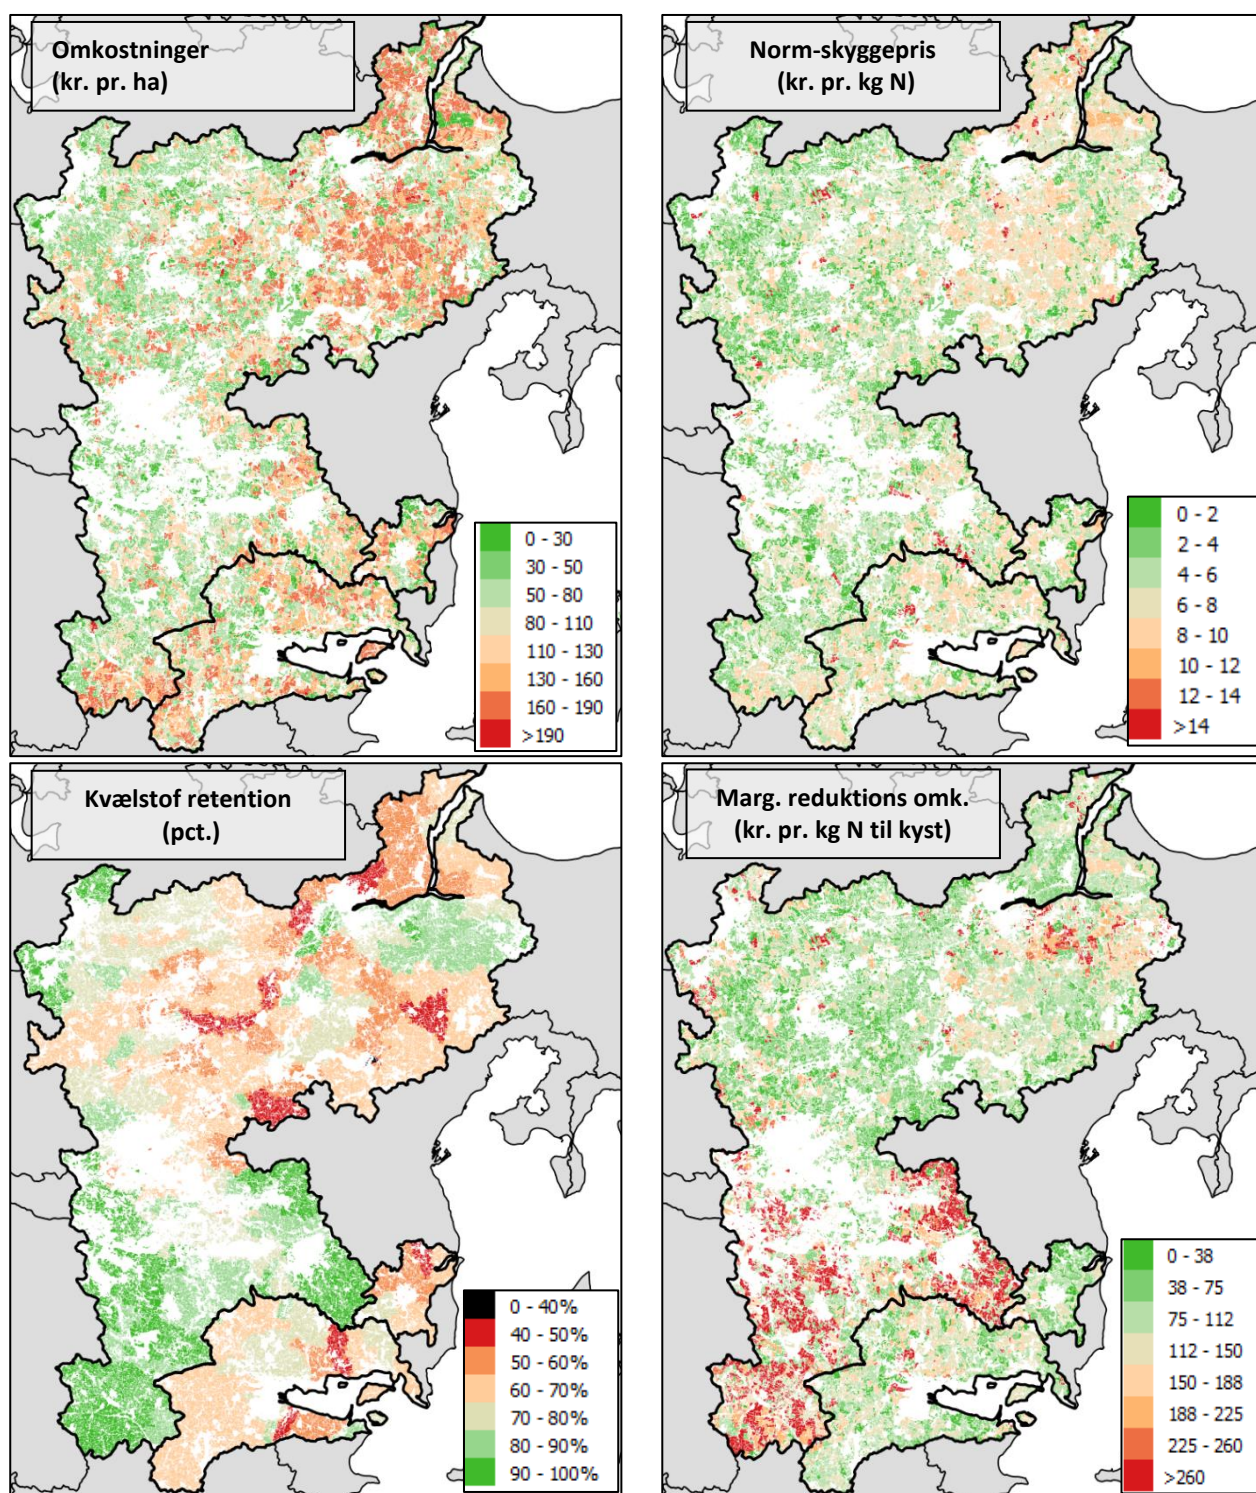 Omkostninger
(kr. pr. ha)
0 - 30
30 - 50
50 - 80
80 - 110
110 - 130
130 - 160
160 - 190
>190
Norm-skyggepris
(kr. pr. kg N)
0 - 2
2 - 4
4 - 6
6 - 8
8 - 10
10 - 12
12 - 14
>14
Kvælstof retention
(pct.)
0 - 40%
40 - 50%
50 - 60%
60 - 70%
70 - 80%
80 - 90%
90 - 100%
Marg. reduktions omk.
(kr. pr. kg N til kyst)
0 - 38
38 - 75
75 - 112
112 - 150
150 - 188
188 - 225
225 - 260
>260